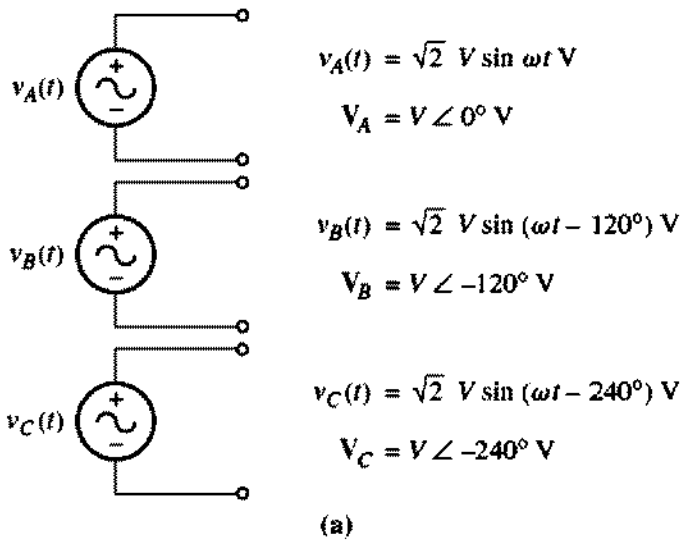 v_A(t) = √2 V sin ωt V
V_A = V ∠ 0° V
v_A(t)
+
−
v_B(t) = √2 V sin (ωt – 120°) V
V_B = V ∠ –120° V
v_B(t)
+
−
v_C(t) = √2 V sin (ωt – 240°) V
V_C = V ∠ –240° V
v_C(t)
+
−
(a)